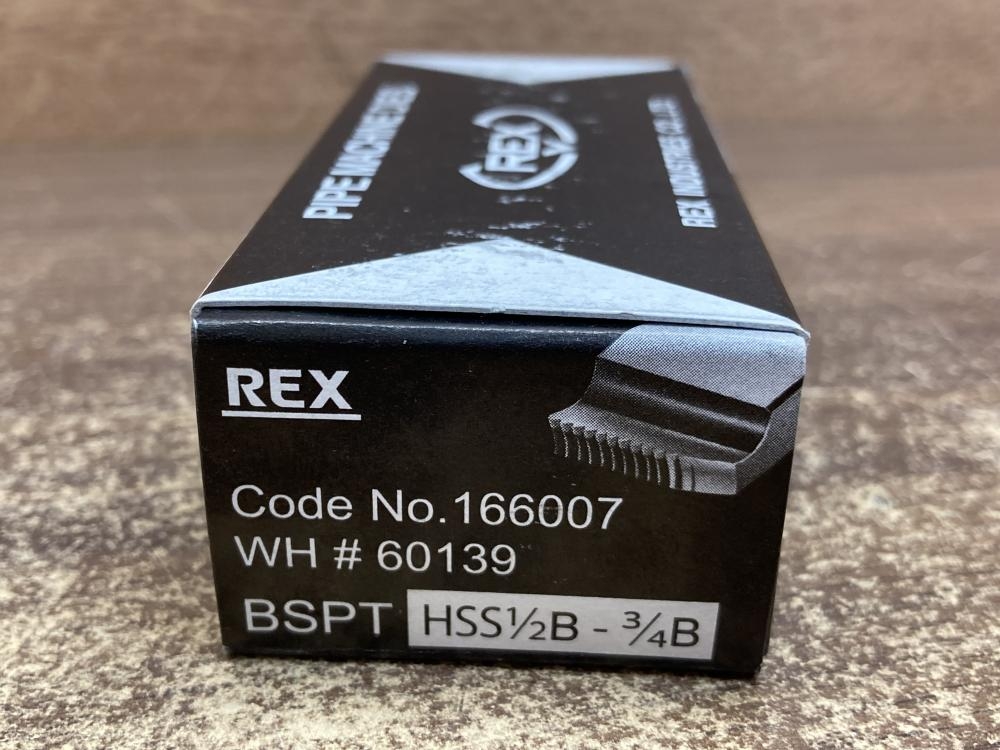 PIPE MACHINE DIES
REX
REX INDUSTRIES CO., LTD.
REX
Code No.166007
WH # 60139
BSPT HSS½B - ¾B